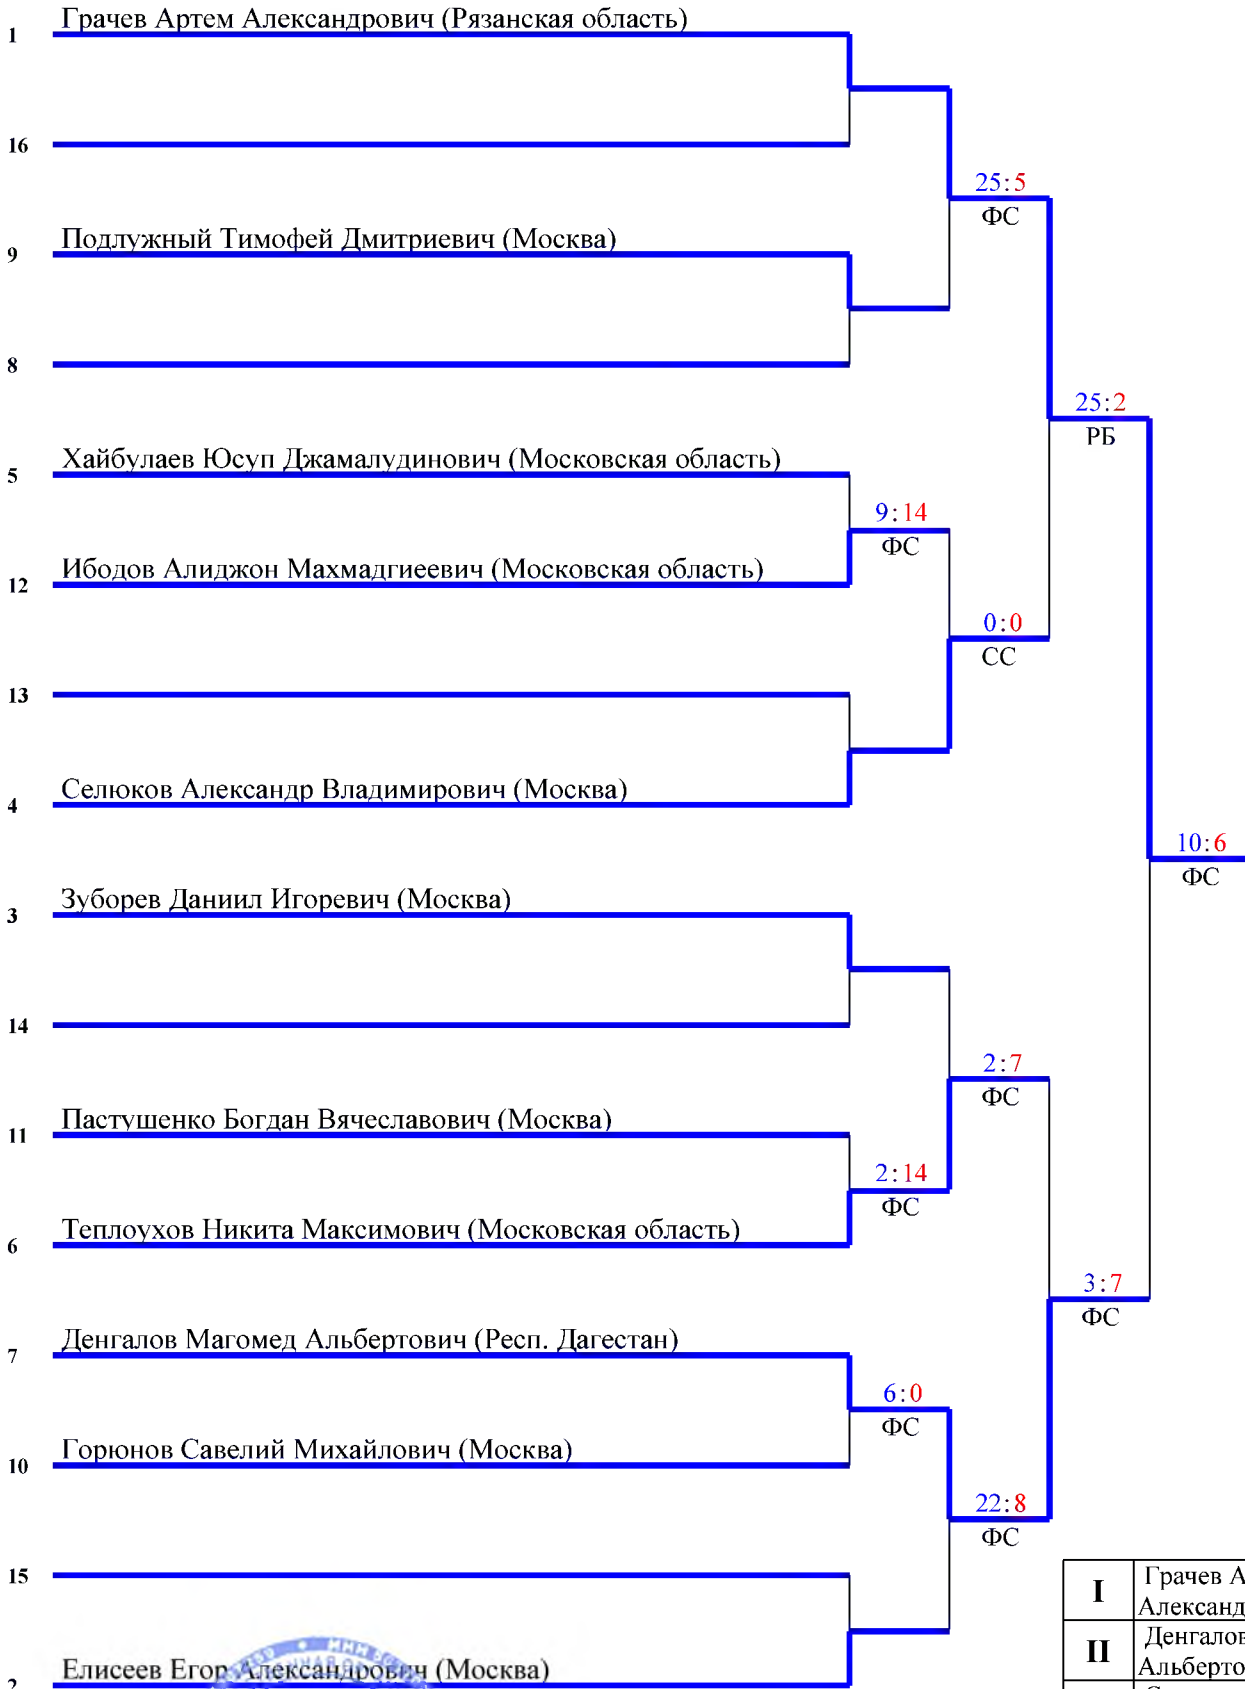 Грачев Артем Александрович (Рязанская область)
1
16
25:5
ФС
Подлужный Тимофей Дмитриевич (Москва)
9
8
25:2
РБ
Хайбулаев Юсуп Джамалудинович (Московская область)
5
9:14
ФС
Ибодов Алиджон Махмадгиеевич (Московская область)
12
0:0
СС
13
Селюков Александр Владимирович (Москва)
4
10:6
ФС
Зуборев Даниил Игоревич (Москва)
3
14
2:7
ФС
Пастушенко Богдан Вячеславович (Москва)
11
2:14
ФС
Теплоухов Никита Максимович (Московская область)
6
3:7
ФС
Денгалов Магомед Альбертович (Респ. Дагестан)
7
6:0
ФС
Горюнов Савелий Михайлович (Москва)
10
22:8
ФС
15
I Грачев А
Александ
II Денгалов
Альберто
Елисеев Егор Александрович (Москва)
2